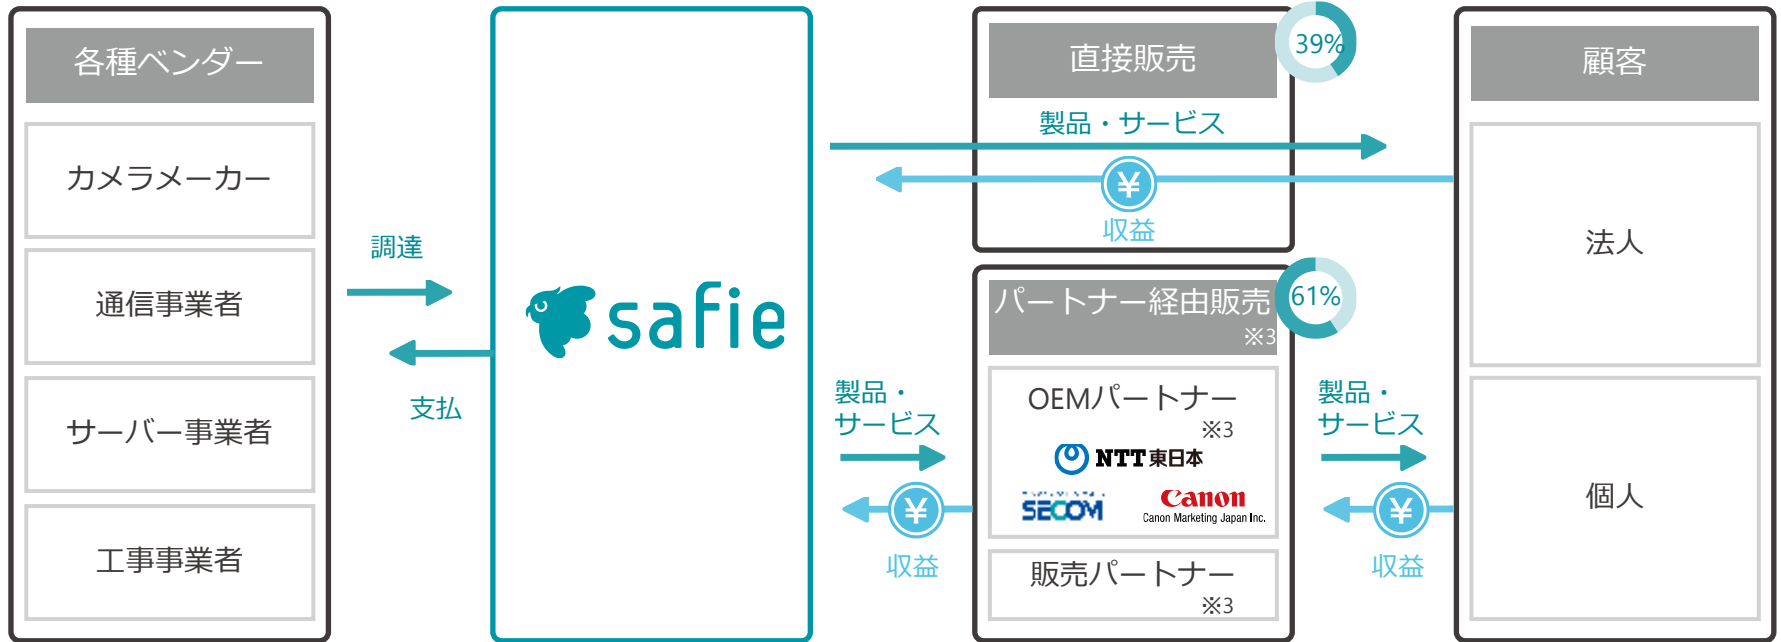 各種ベンダー
カメラメーカー
通信事業者
サーバー事業者
工事事業者
調達
支払
safie
直接販売
39%
製品・サービス
¥
収益
パートナー経由販売
※3
61%
OEMパートナー
※3
NTT東日本
SECOM
Canon
Canon Marketing Japan Inc.
販売パートナー
※3
製品・
サービス
¥
収益
製品・
サービス
¥
収益
顧客
法人
個人